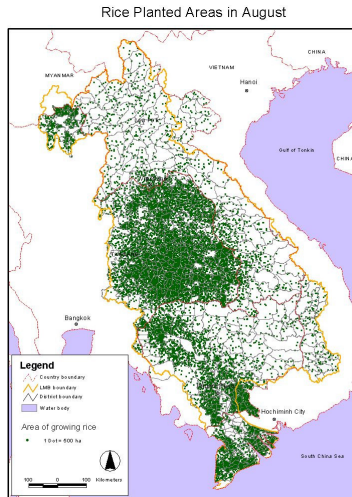 Rice Planted Areas in August
CHINA
MYANMAR
VIETNAM
Hanoi
Gulf of Tonkin
CHINA
Bangkok
Hochiminh City
South China Sea
Legend
Country boundary
LMB boundary
District boundary
Water body
Area of growing rice
1 Dot = 500 ha
100 0 100 Kilometers